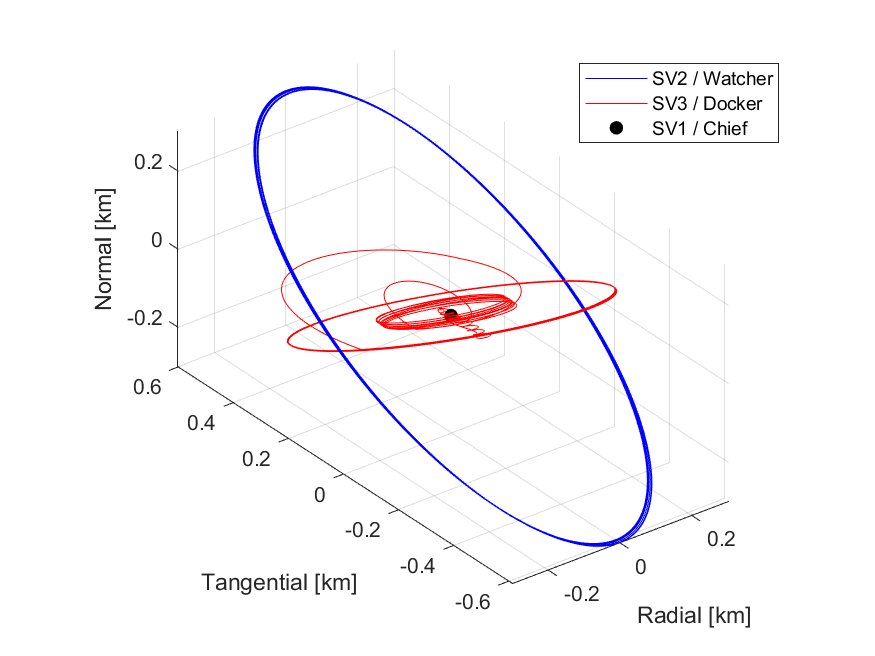 SV2 / Watcher
SV3 / Docker
SV1 / Chief
0.2
0
-0.2
Normal [km]
0.6
0.4
0.2
0
-0.2
-0.4
-0.6
Tangential [km]
-0.2
0
0.2
Radial [km]